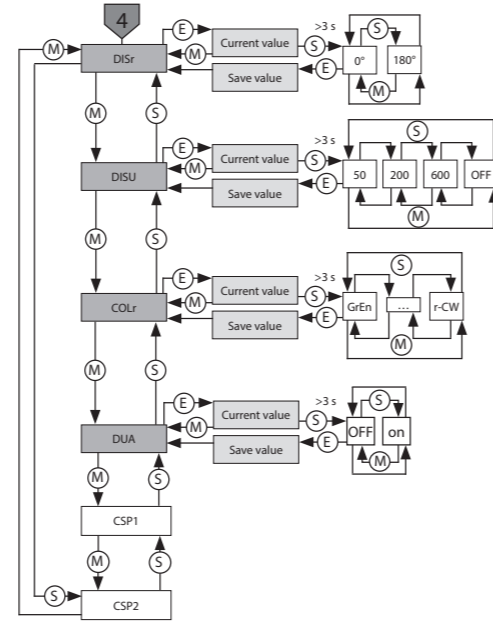 4
DISr
E
Current value
M
Save value
>3 s
S
E
0°
180°
S
M
M
M
S
DISU
E
Current value
M
Save value
>3 s
S
E
50
200
600
OFF
S
M
M
S
COLr
E
Current value
M
Save value
>3 s
S
E
GrEn
...
r-CW
S
M
M
S
DUA
E
Current value
M
Save value
>3 s
S
E
OFF
on
S
M
M
S
CSP1
M
S
S
CSP2